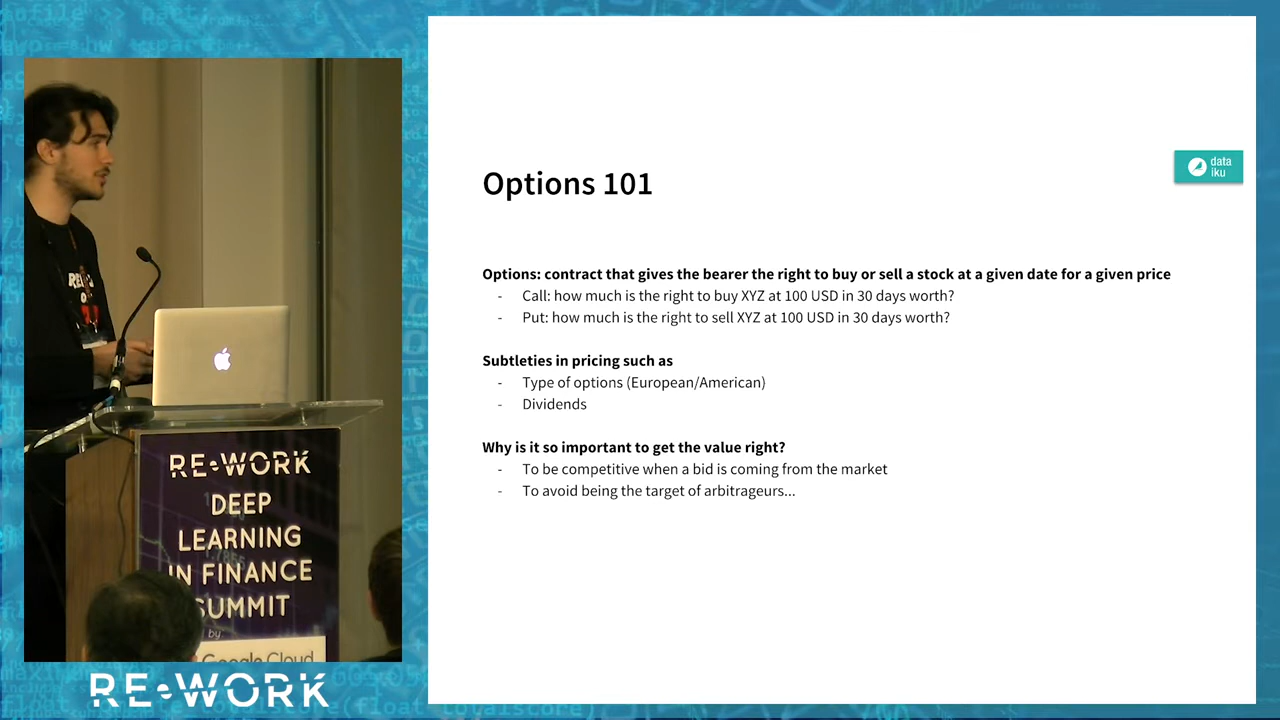 Options 101
data
iku
Options: contract that gives the bearer the right to buy or sell a stock at a given date for a given price
- Call: how much is the right to buy XYZ at 100 USD in 30 days worth?
- Put: how much is the right to sell XYZ at 100 USD in 30 days worth?
Subtleties in pricing such as
- Type of options (European/American)
- Dividends
Why is it so important to get the value right?
- To be competitive when a bid is coming from the market
- To avoid being the target of arbitrageurs...
RE•WORK
DEEP
LEARNING
IN FINANCE
SUMMIT
by
Google Cloud
RE•WORK